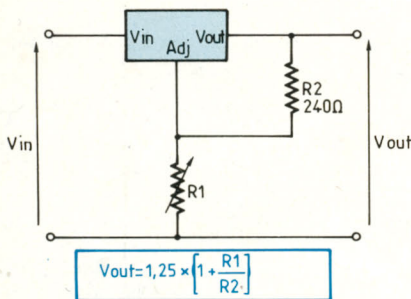 Vin Vout
Adj
R2
240Ω
Vin
Vout
R1
Vout=1,25 × [1 + R1/R2]